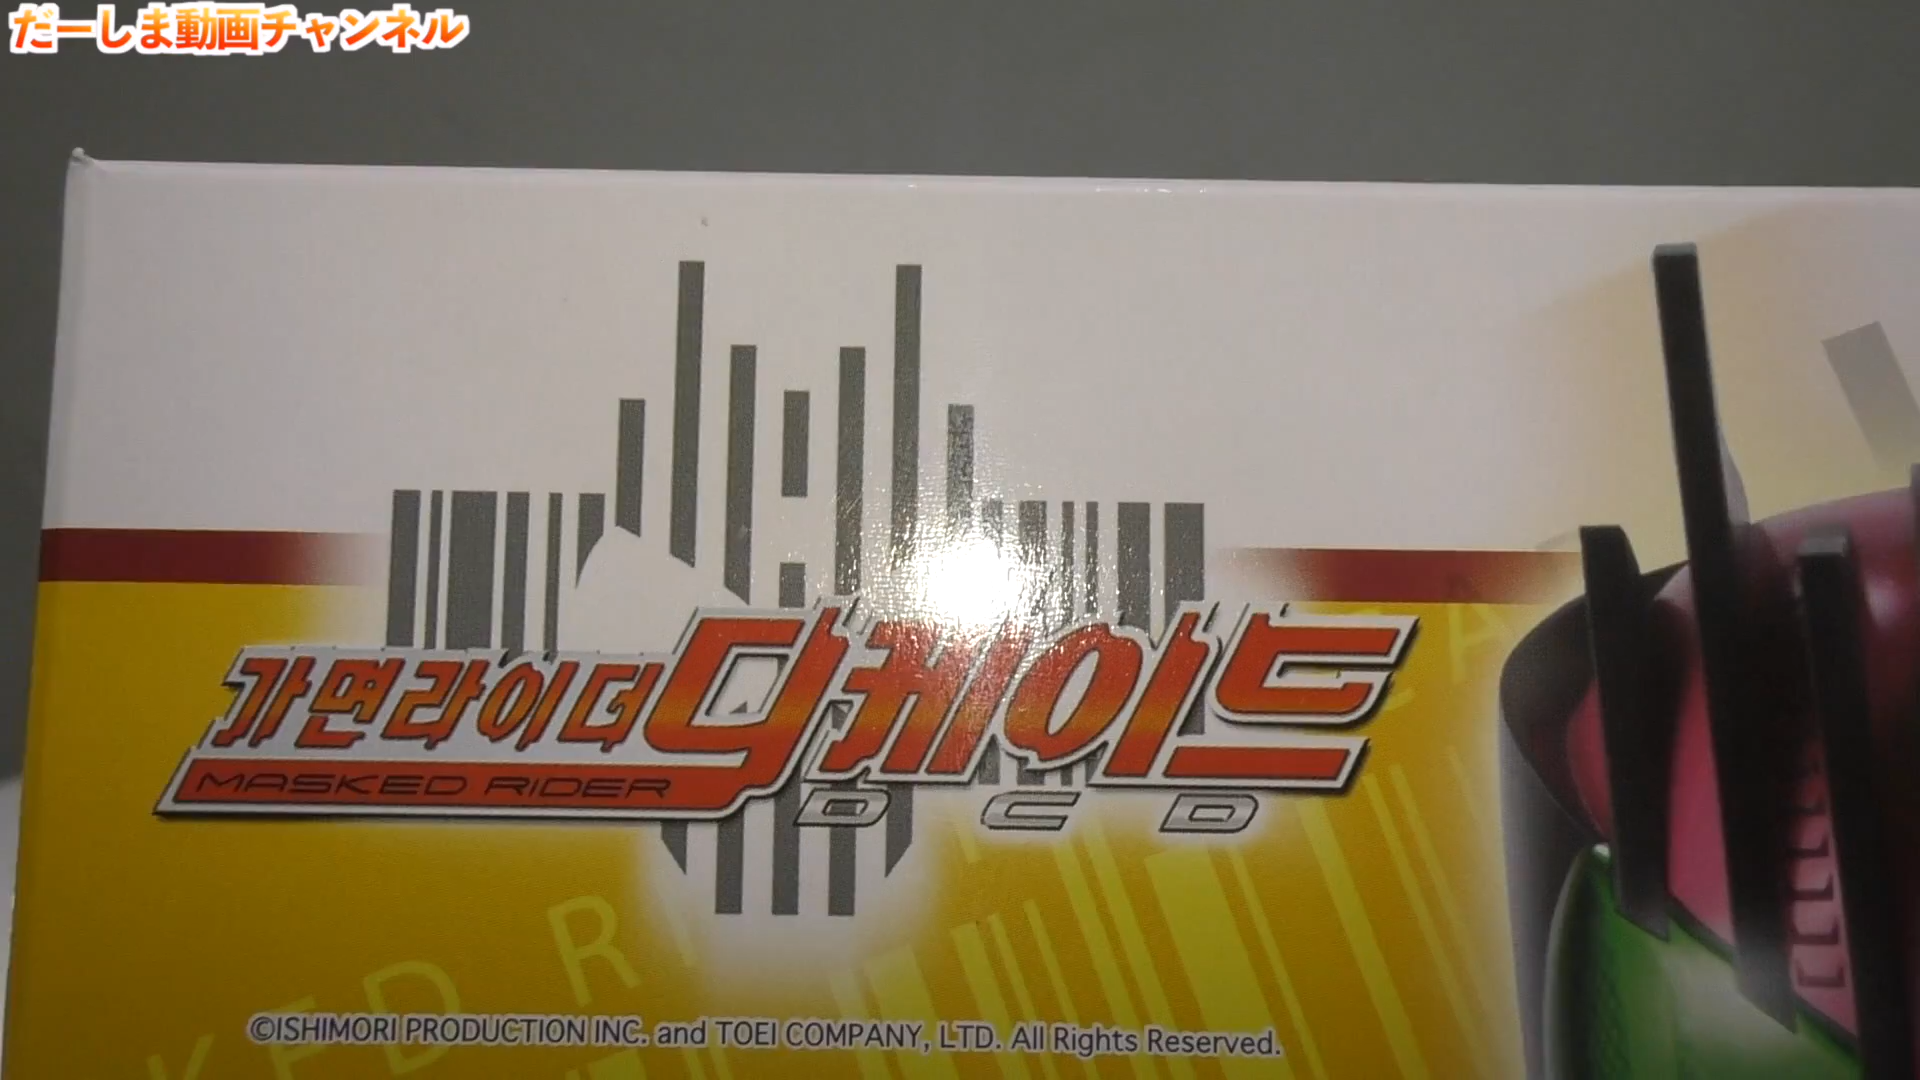 だーしま動画チャンネル
가면라이더 디케이드
MASKED RIDER
DCD
KED R
©ISHIMORI PRODUCTION INC. and TOEI COMPANY, LTD. All Rights Reserved.